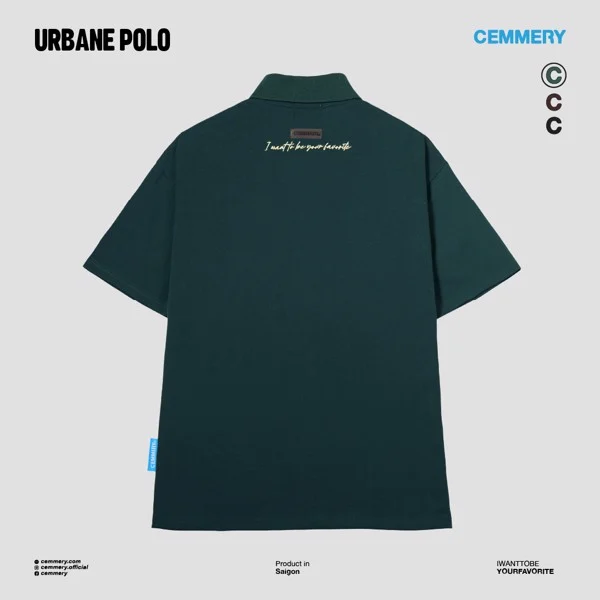 URBANE POLO
CEMMERY
C
C
C
CEMMERY
I want to be your favorite
CEMMERY
cemmery.com
cemmery.official
cemmery
Product in
Saigon
IWANTTOBE
YOURFAVORITE